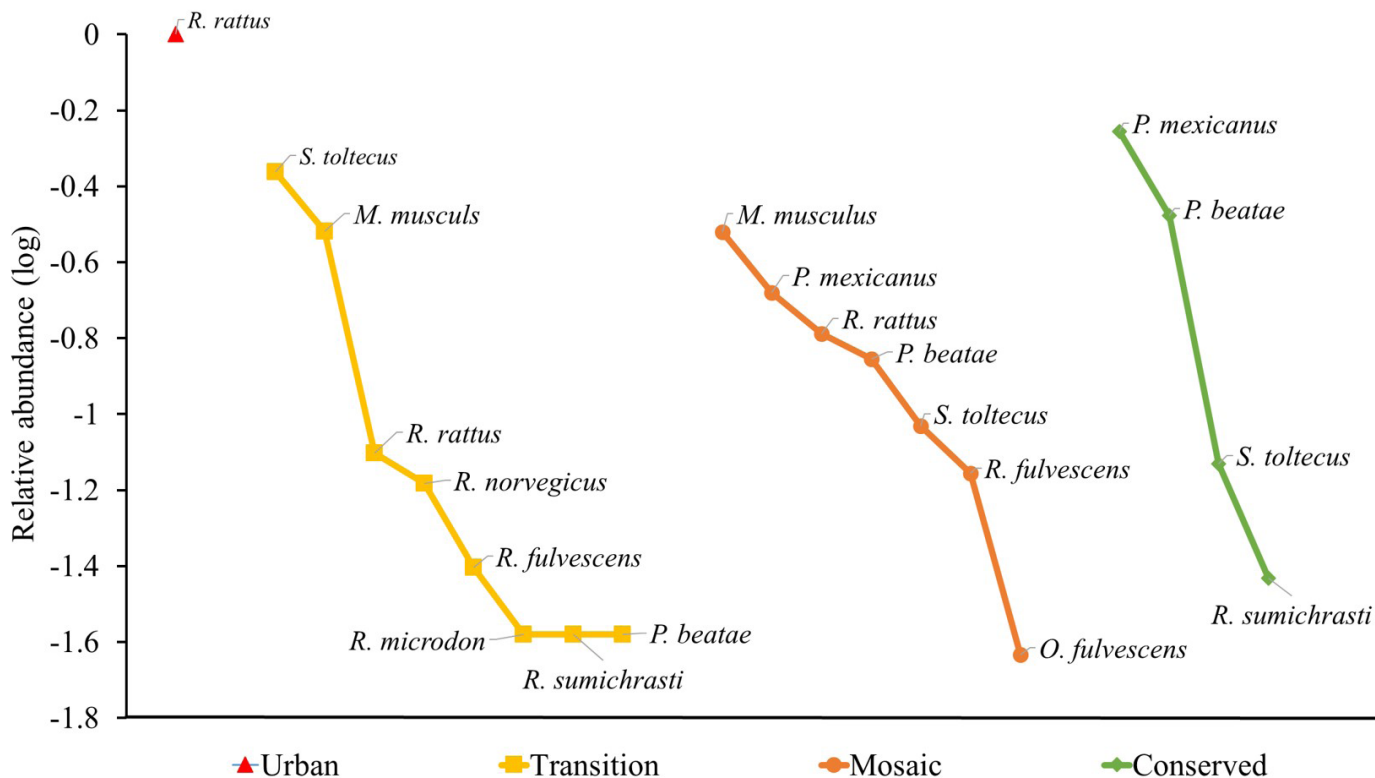 Relative abundance (log)
0
-0.2
-0.4
-0.6
-0.8
-1
-1.2
-1.4
-1.6
-1.8
R. rattus
S. toltecus
M. musculs
R. rattus
R. norvegicus
R. fulvescens
R. microdon
R. sumichrasti
P. beatae
M. musculus
P. mexicanus
R. rattus
P. beatae
S. toltecus
R. fulvescens
O. fulvescens
P. mexicanus
P. beatae
S. toltecus
R. sumichrasti
Urban Transition Mosaic Conserved